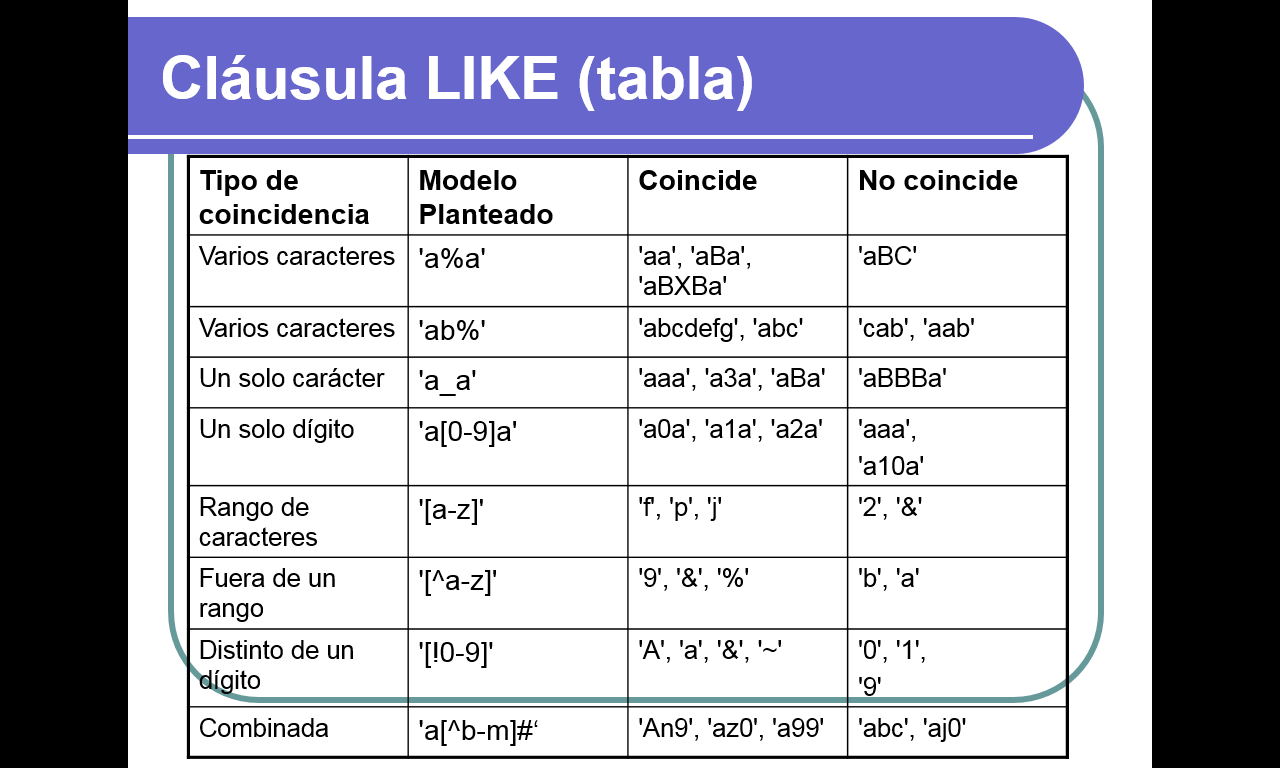 Cláusula LIKE (tabla)
Tipo de coincidencia | Modelo Planteado | Coincide | No coincide
Varios caracteres | 'a%a' | 'aa', 'aBa', 'aBXBa' | 'aBC'
Varios caracteres | 'ab%' | 'abcdefg', 'abc' | 'cab', 'aab'
Un solo carácter | 'a_a' | 'aaa', 'a3a', 'aBa' | 'aBBBa'
Un solo dígito | 'a[0-9]a' | 'a0a', 'a1a', 'a2a' | 'aaa', 'a10a'
Rango de caracteres | '[a-z]' | 'f', 'p', 'j' | '2', '&'
Fuera de un rango | '[^a-z]' | '9', '&', '%' | 'b', 'a'
Distinto de un dígito | '[!0-9]' | 'A', 'a', '&', '~' | '0', '1', '9'
Combinada | 'a[^b-m]#‘ | 'An9', 'az0', 'a99' | 'abc', 'aj0'